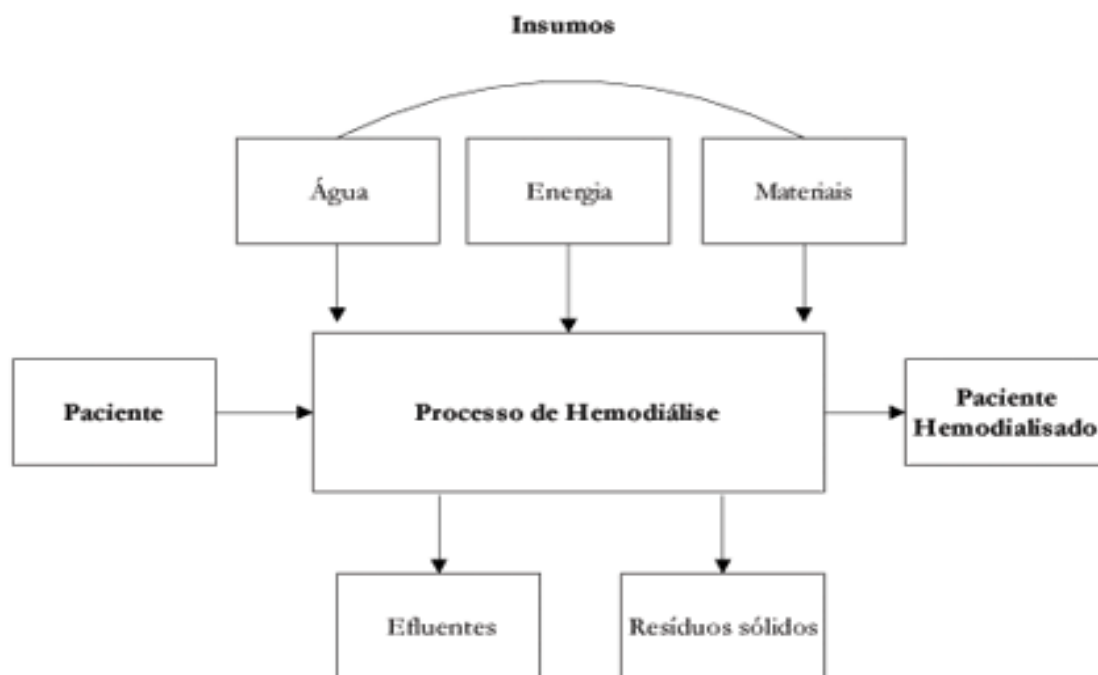 Insumos
Água
Energia
Materiais
Paciente
Processo de Hemodiálise
Paciente
Hemodialisado
Efluentes
Resíduos sólidos